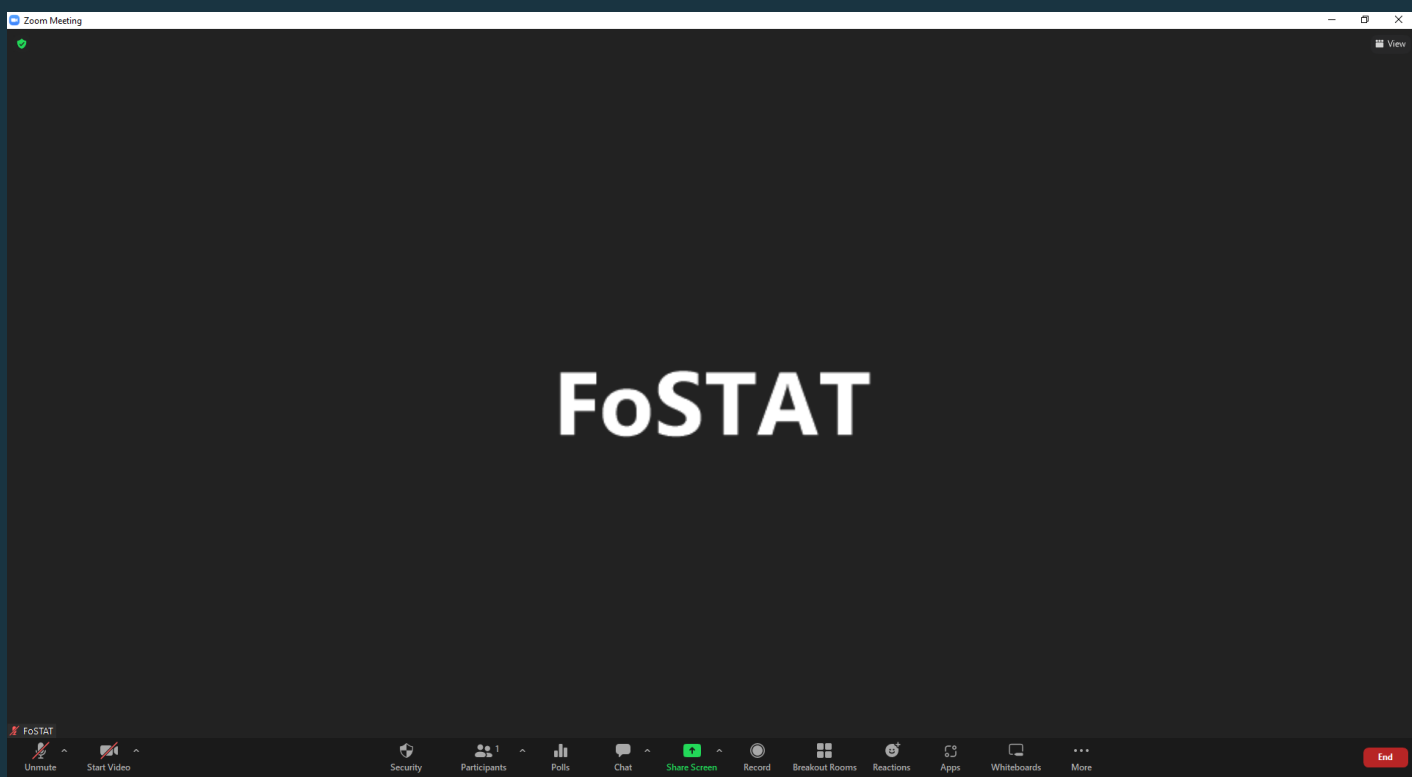 Zoom Meeting
View
FoSTAT
FoSTAT
Unmute Start Video Security Participants 1 Polls Chat Share Screen Record Breakout Rooms Reactions Apps Whiteboards More End